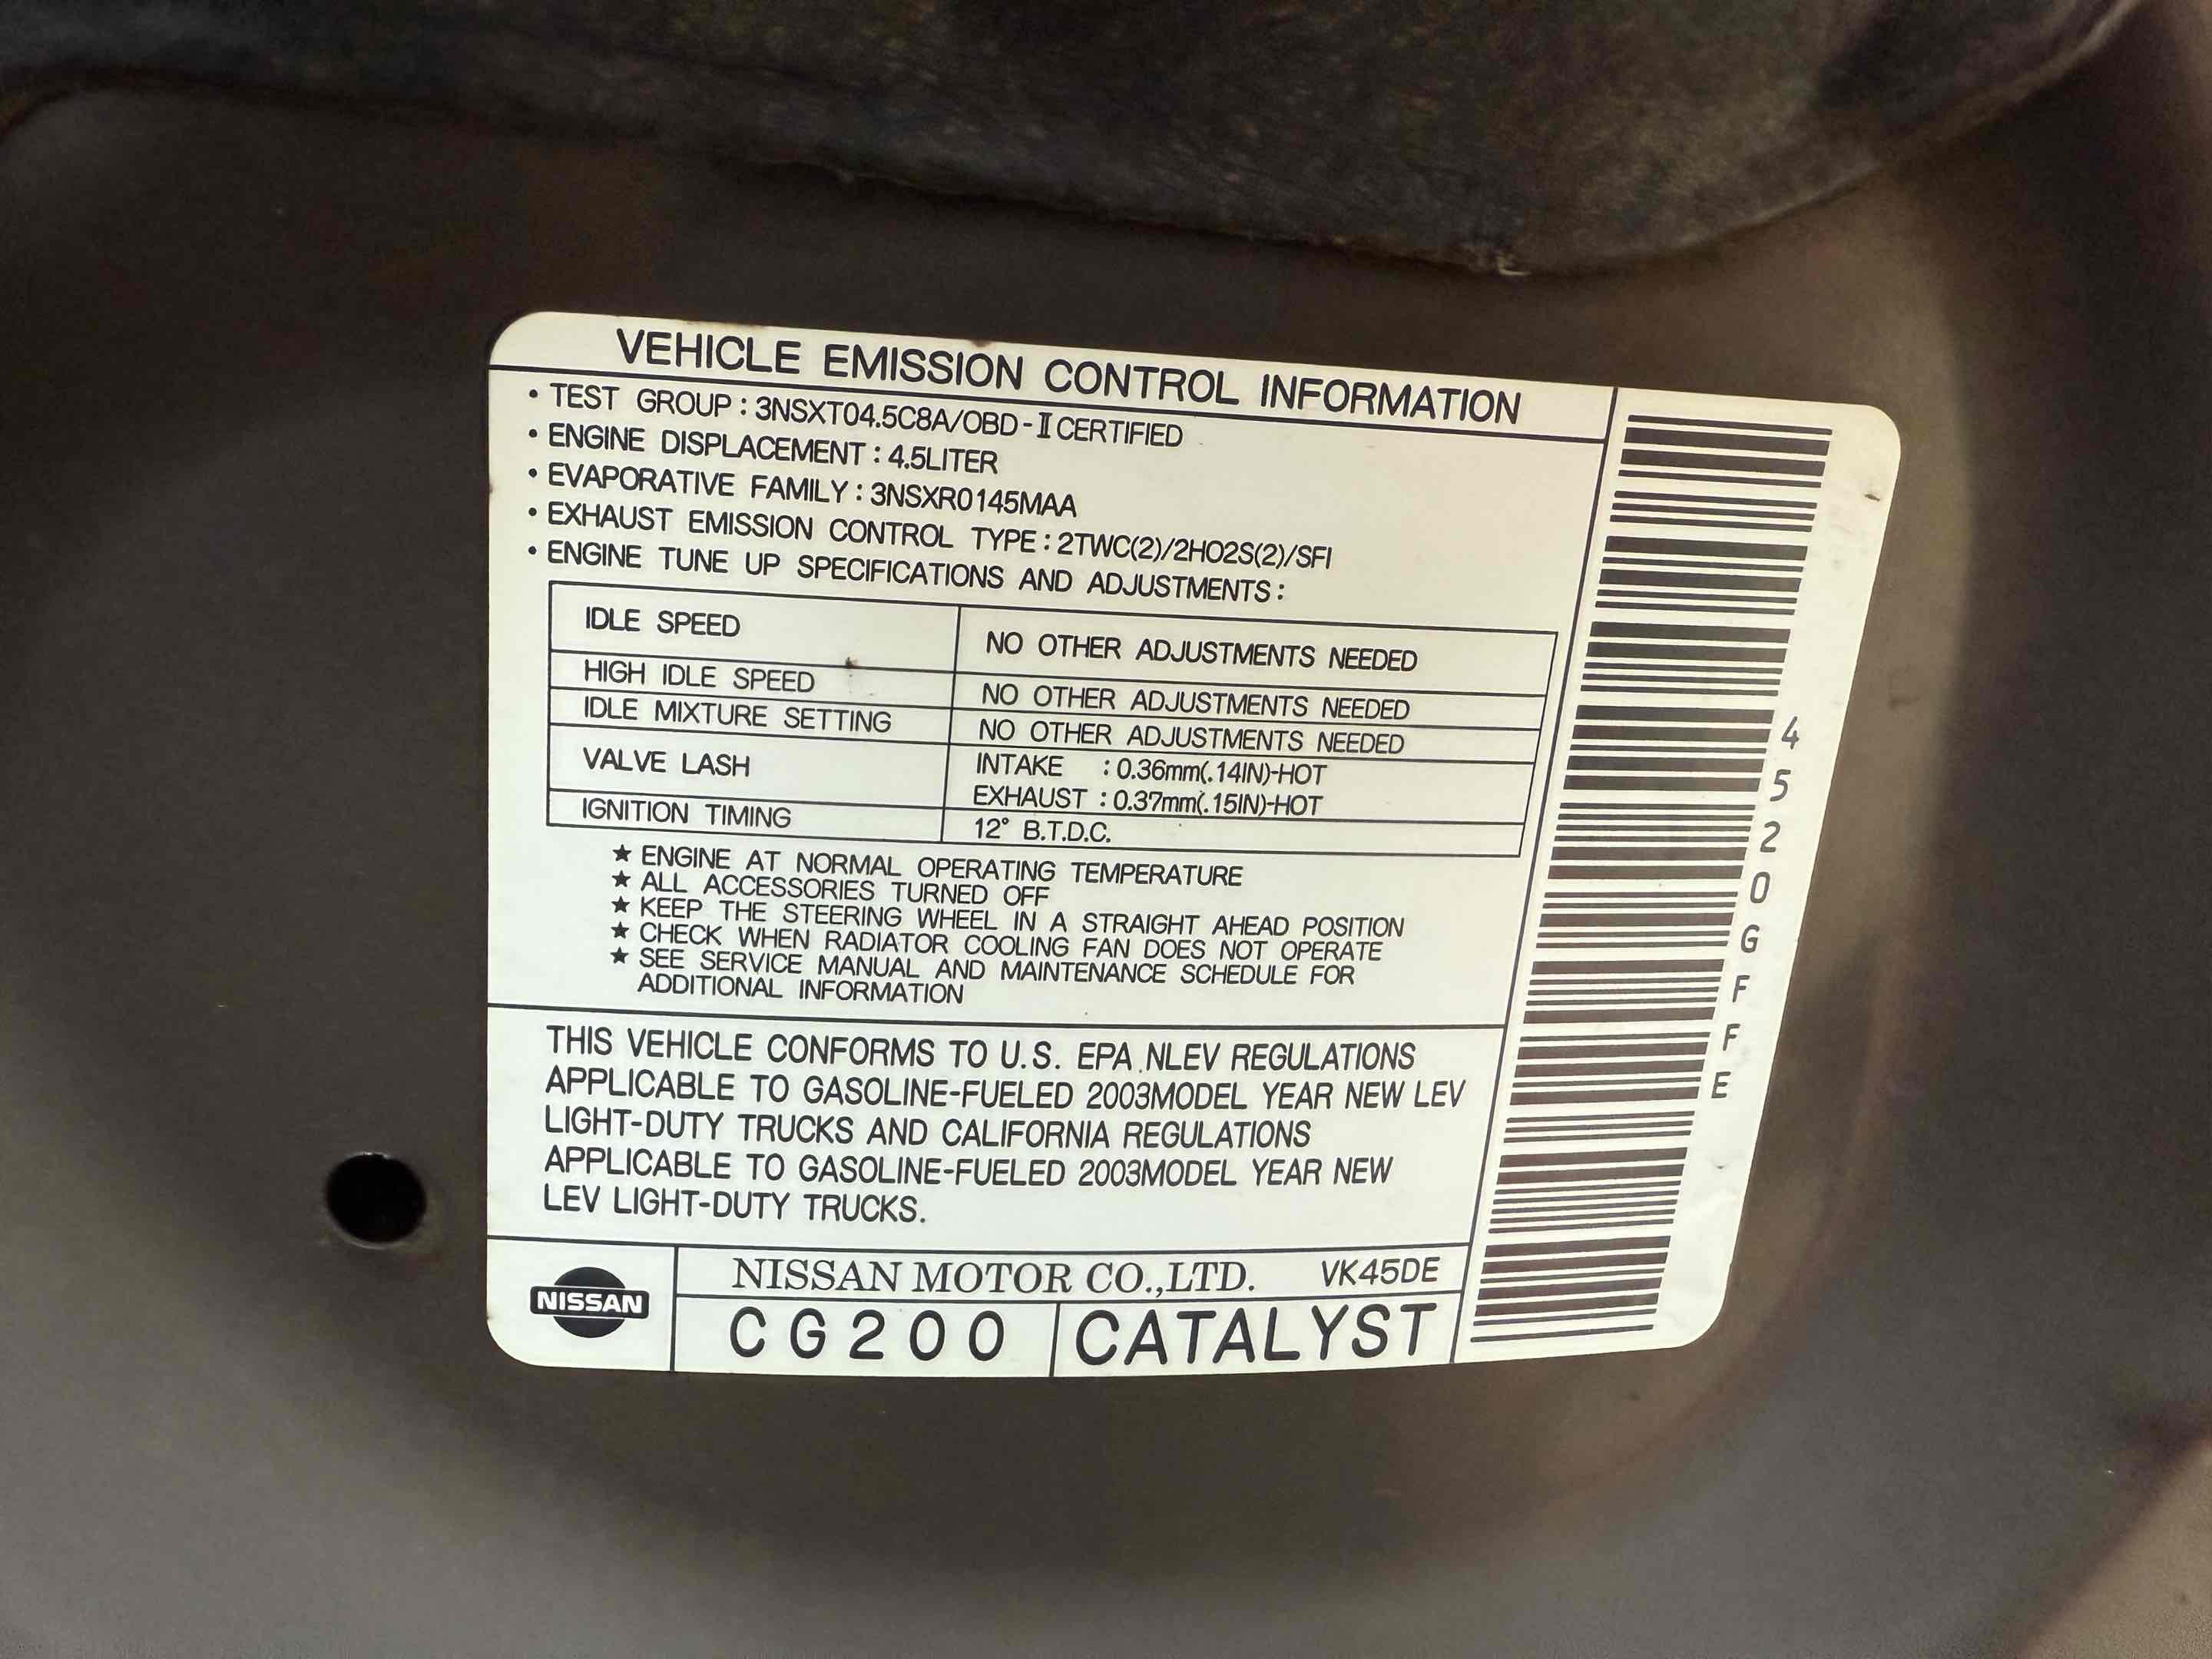 VEHICLE EMISSION CONTROL INFORMATION
• TEST GROUP : 3NSXT04.5C8A/OBD-Ⅱ CERTIFIED
• ENGINE DISPLACEMENT : 4.5LITER
• EVAPORATIVE FAMILY : 3NSXR0145MAA
• EXHAUST EMISSION CONTROL TYPE : 2TWC(2)/2HO2S(2)/SFI
• ENGINE TUNE UP SPECIFICATIONS AND ADJUSTMENTS :
IDLE SPEED NO OTHER ADJUSTMENTS NEEDED
HIGH IDLE SPEED NO OTHER ADJUSTMENTS NEEDED
IDLE MIXTURE SETTING NO OTHER ADJUSTMENTS NEEDED
VALVE LASH INTAKE : 0.36mm(.14IN)-HOT
EXHAUST : 0.37mm(.15IN)-HOT
IGNITION TIMING 12° B.T.D.C.
★ ENGINE AT NORMAL OPERATING TEMPERATURE
★ ALL ACCESSORIES TURNED OFF
★ KEEP THE STEERING WHEEL IN A STRAIGHT AHEAD POSITION
★ CHECK WHEN RADIATOR COOLING FAN DOES NOT OPERATE
★ SEE SERVICE MANUAL AND MAINTENANCE SCHEDULE FOR
ADDITIONAL INFORMATION
THIS VEHICLE CONFORMS TO U.S. EPA NLEV REGULATIONS
APPLICABLE TO GASOLINE-FUELED 2003MODEL YEAR NEW LEV
LIGHT-DUTY TRUCKS AND CALIFORNIA REGULATIONS
APPLICABLE TO GASOLINE-FUELED 2003MODEL YEAR NEW
LEV LIGHT-DUTY TRUCKS.
NISSAN
NISSAN MOTOR CO.,LTD. VK45DE
CG200 CATALYST
4520GFFE